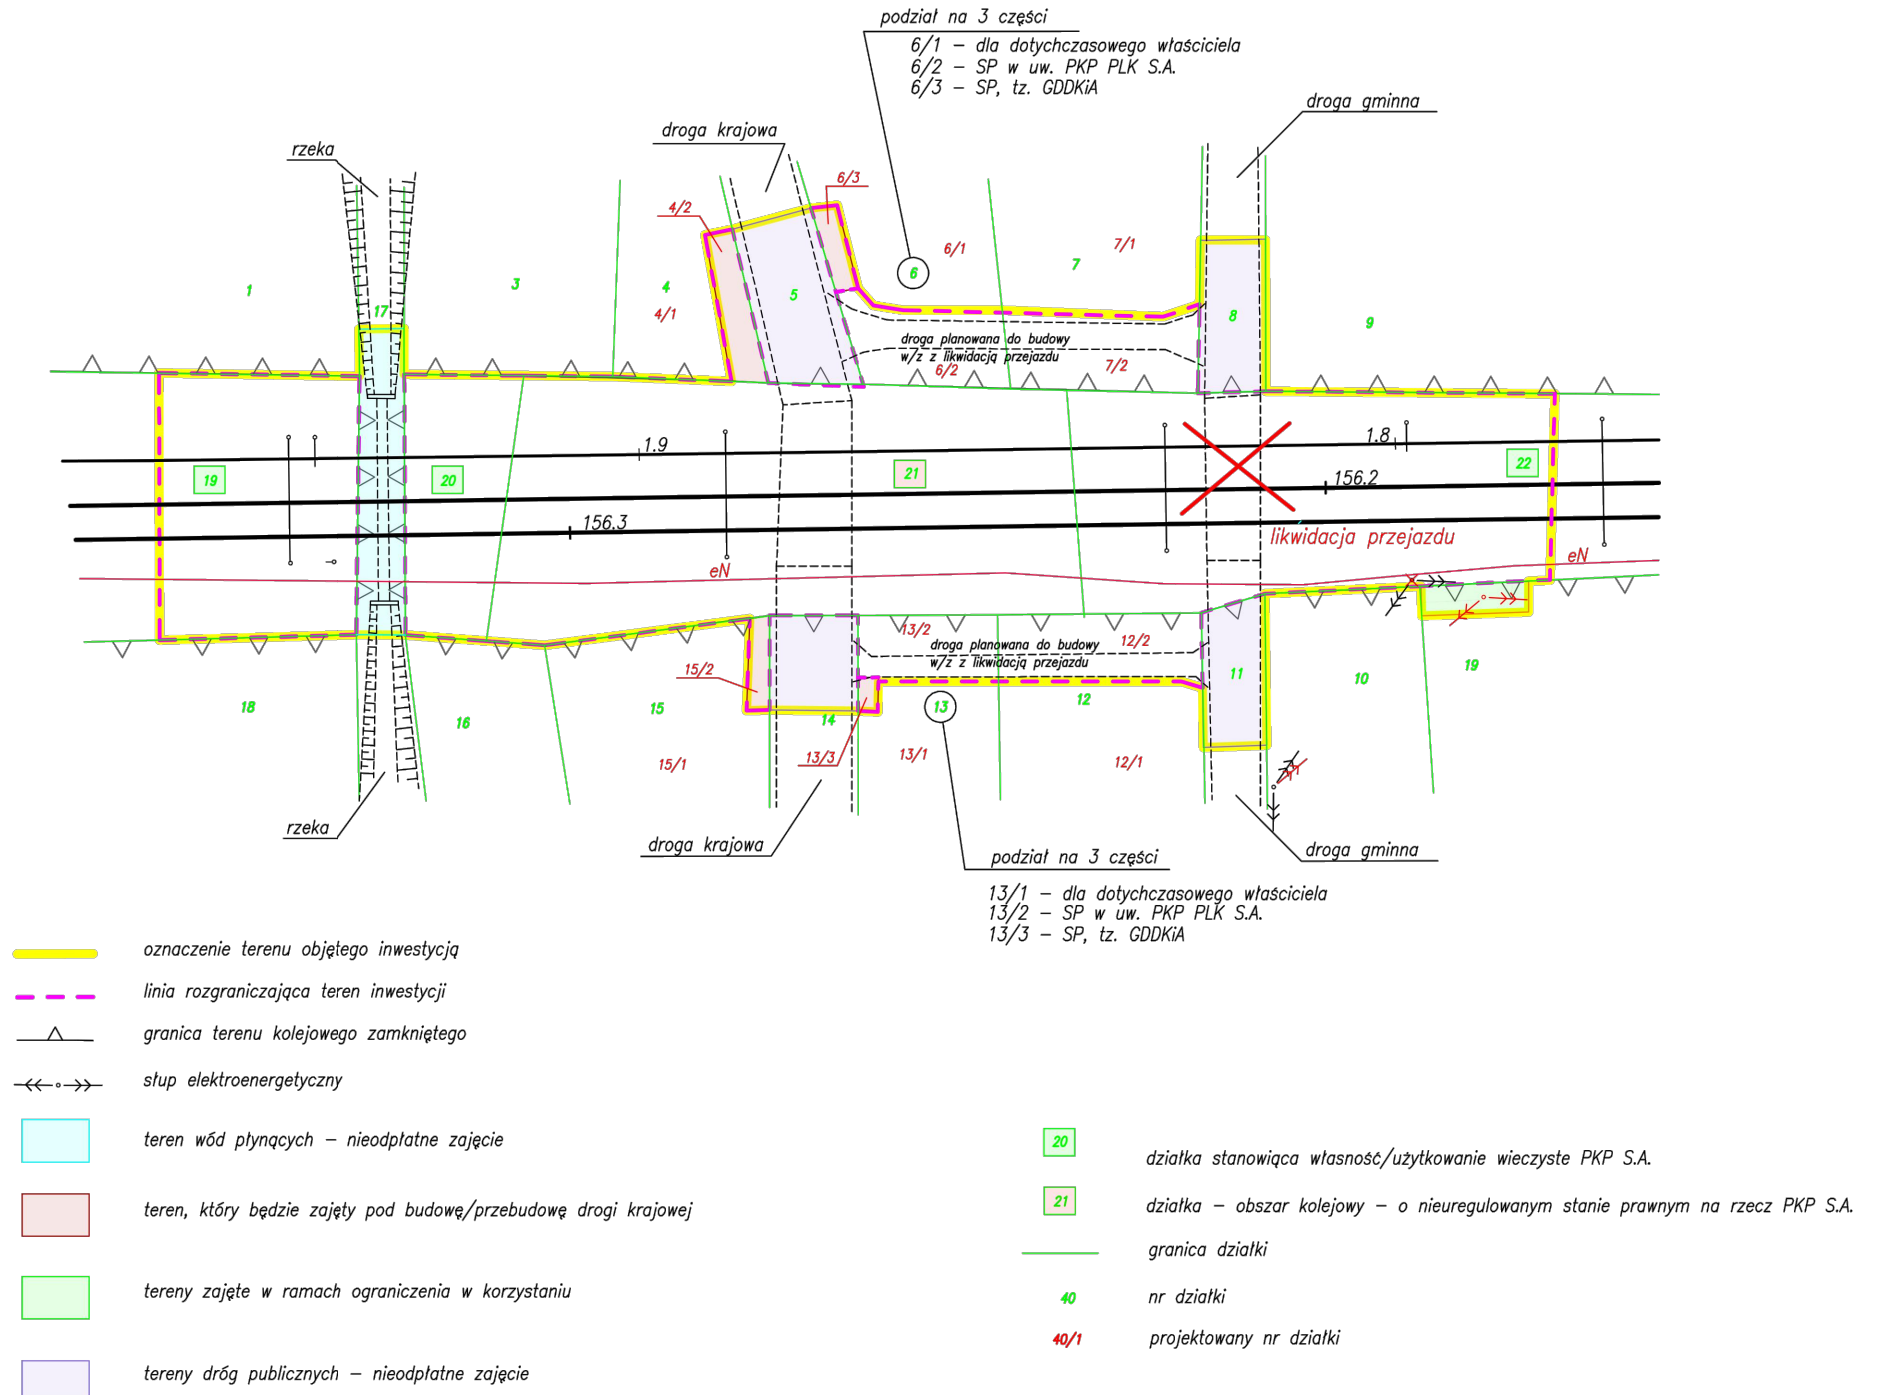 podział na 3 części
6/1 – dla dotychczasowego właściciela
6/2 – SP w uw. PKP PLK S.A.
6/3 – SP, tz. GDDKiA
droga gminna
droga krajowa
rzeka
6/3
4/2
6/1
7/1
6
7
1
3
4
5
17
4/1
8
9
droga planowana do budowy
w/z z likwidacją przejazdu
6/2
7/2
1.9
1.8
19
20
21
22
156.2
156.3
likwidacja przejazdu
eN
eN
13/2
12/2
droga planowana do budowy
w/z z likwidacją przejazdu
15/2
11
10
19
18
16
15
14
13
12
15/1
13/3
13/1
12/1
rzeka
droga krajowa
droga gminna
podział na 3 części
13/1 – dla dotychczasowego właściciela
13/2 – SP w uw. PKP PLK S.A.
13/3 – SP, tz. GDDKiA
oznaczenie terenu objętego inwestycją
linia rozgraniczająca teren inwestycji
granica terenu kolejowego zamkniętego
słup elektroenergetyczny
teren wód płynących – nieodpłatne zajęcie
teren, który będzie zajęty pod budowę/przebudowę drogi krajowej
tereny zajęte w ramach ograniczenia w korzystaniu
tereny dróg publicznych – nieodpłatne zajęcie
20
działka stanowiąca własność/użytkowanie wieczyste PKP S.A.
21
działka – obszar kolejowy – o nieuregulowanym stanie prawnym na rzecz PKP S.A.
granica działki
40
nr działki
40/1
projektowany nr działki